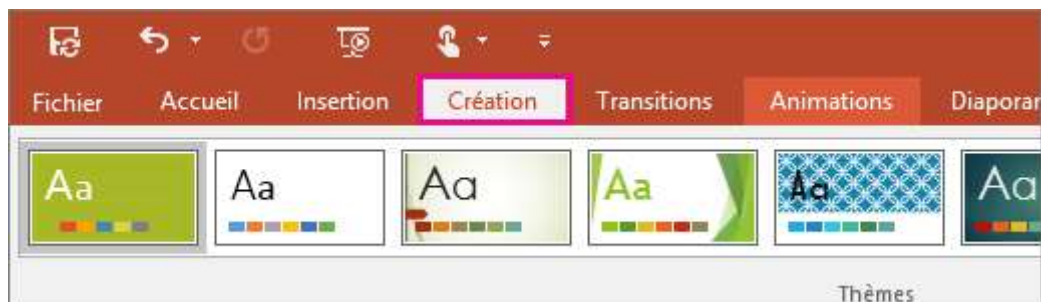 Fichier Accueil Insertion Création Transitions Animations
Aa Aa Aa Aa Aa Aa
Thèmes